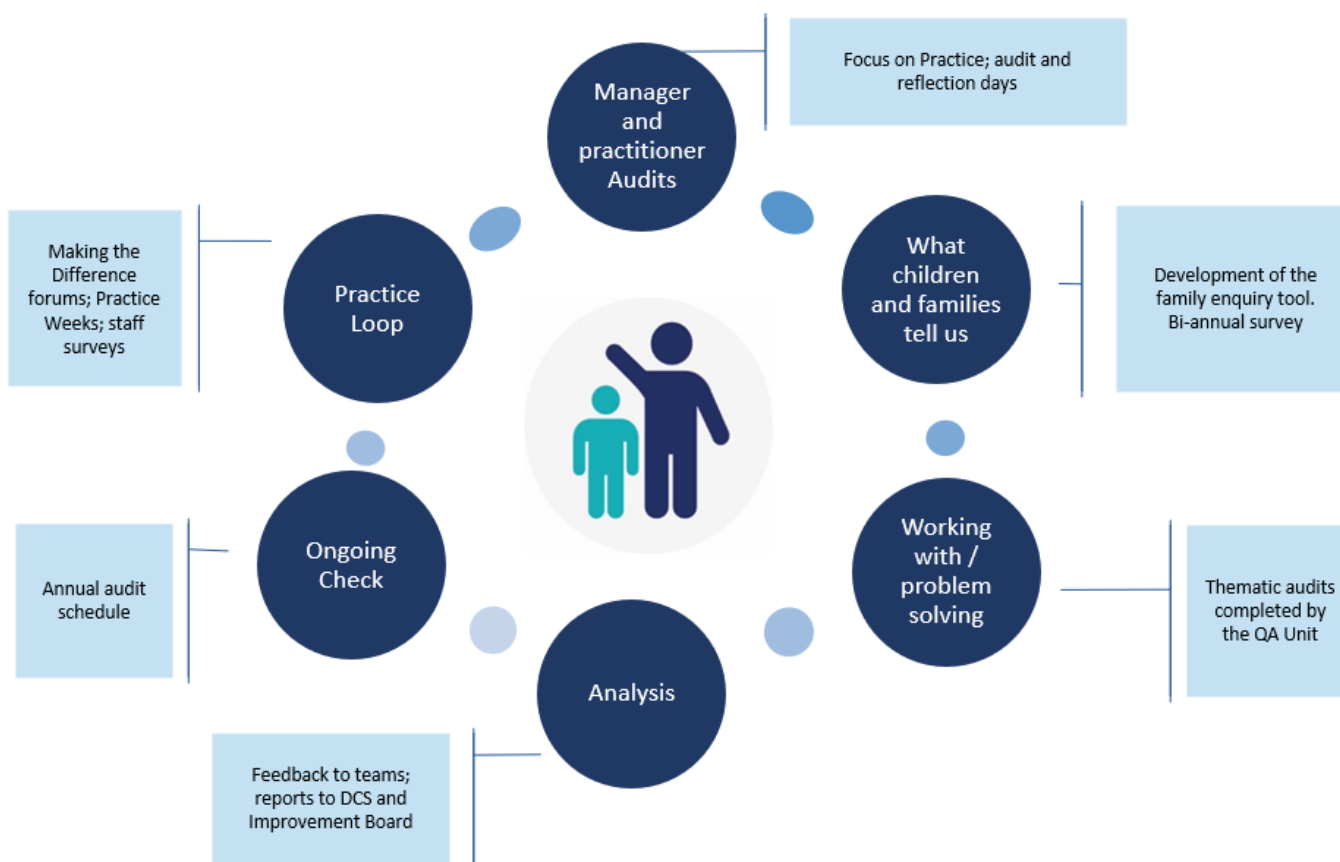 Manager
and
practitioner
Audits
Focus on Practice; audit and
reflection days
What
children
and families
tell us
Development of the
family enquiry tool.
Bi-annual survey
Working
with /
problem
solving
Thematic audits
completed by
the QA Unit
Analysis
Feedback to teams;
reports to DCS and
Improvement Board
Ongoing
Check
Annual audit
schedule
Practice
Loop
Making the
Difference
forums; Practice
Weeks; staff
surveys